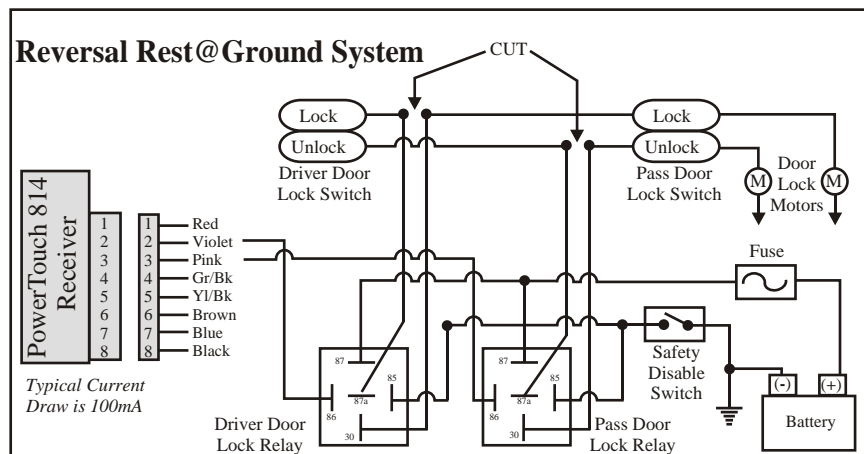 Reversal Rest@Ground System
CUT
Lock
Unlock
Driver Door
Lock Switch
Lock
Unlock
Pass Door
Lock Switch
M
Door
Lock
Motors
M
PowerTouch 814
Receiver
1
2
3
4
5
6
7
8
1
2
3
4
5
6
7
8
Red
Violet
Pink
Gr/Bk
Yl/Bk
Brown
Blue
Black
Typical Current
Draw is 100mA
Fuse
87
85
87a
86
30
Driver Door
Lock Relay
87
85
87a
86
30
Pass Door
Lock Relay
Safety
Disable
Switch
(-)
(+)
Battery